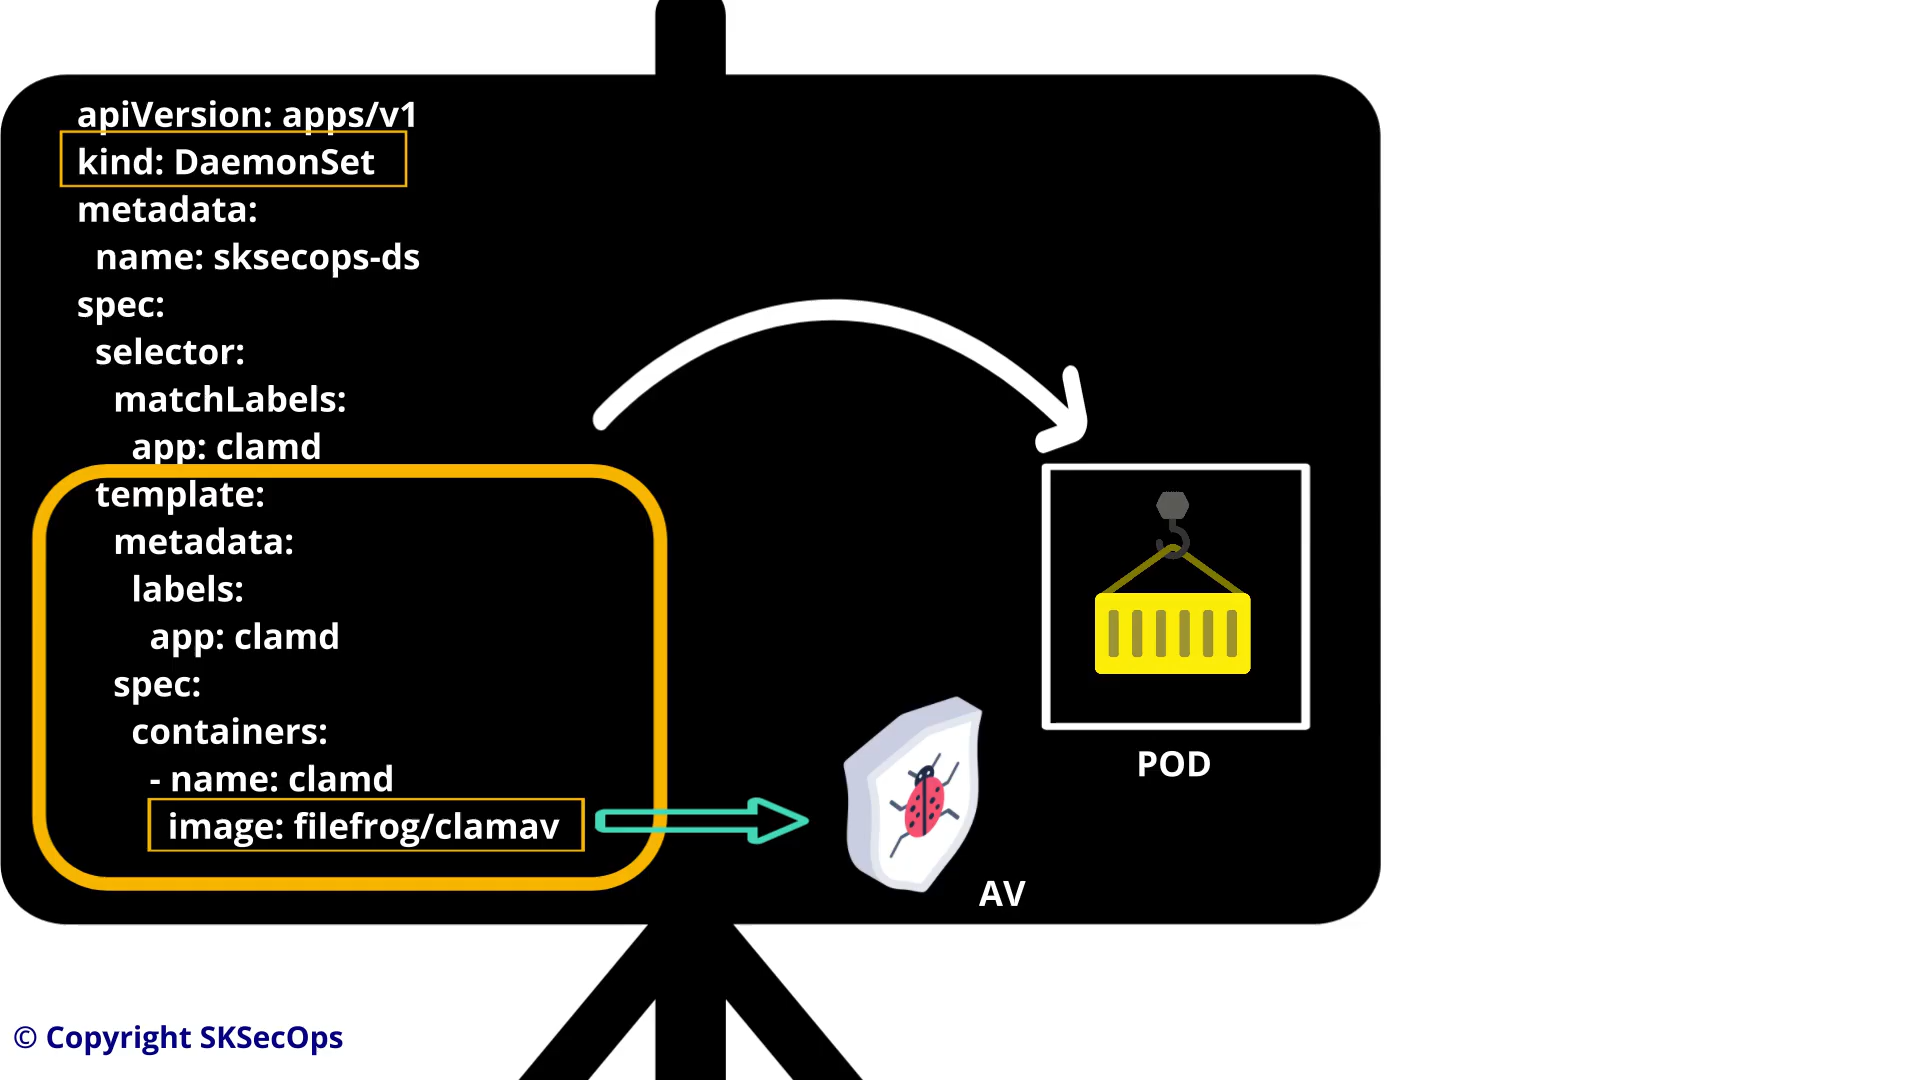 apiVersion: apps/v1
kind: DaemonSet
metadata:
  name: sksecops-ds
spec:
  selector:
    matchLabels:
      app: clamd
  template:
    metadata:
      labels:
        app: clamd
    spec:
      containers:
        - name: clamd
          image: filefrog/clamav
POD
AV
© Copyright SKSecOps